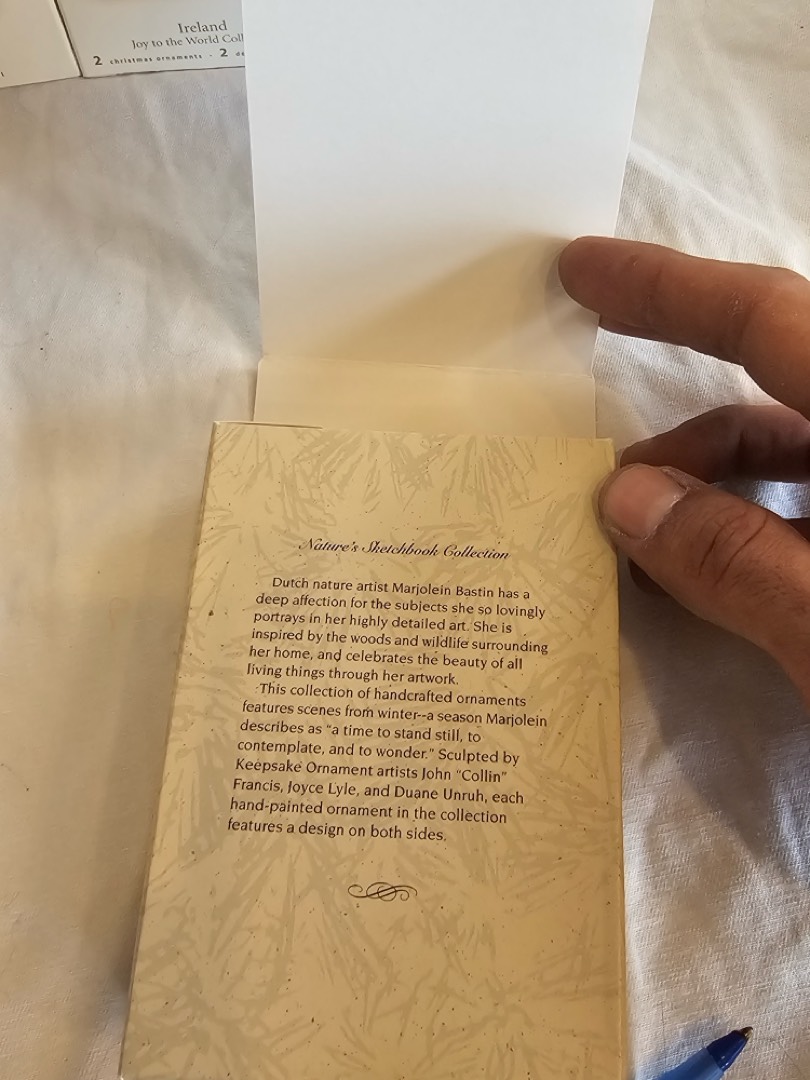 Ireland
Joy to the World
2 christmas ornaments - 2
Nature's Sketchbook Collection
Dutch nature artist Marjolein Bastin has a
deep affection for the subjects she so lovingly
portrays in her highly detailed art. She is
inspired by the woods and wildlife surrounding
her home, and celebrates the beauty of all
living things through her artwork.
This collection of handcrafted ornaments
features scenes from winter--a season Marjolein
describes as "a time to stand still, to
contemplate, and to wonder." Sculpted by
Keepsake Ornament artists John "Collin"
Francis, Joyce Lyle, and Duane Unruh, each
hand-painted ornament in the collection
features a design on both sides.